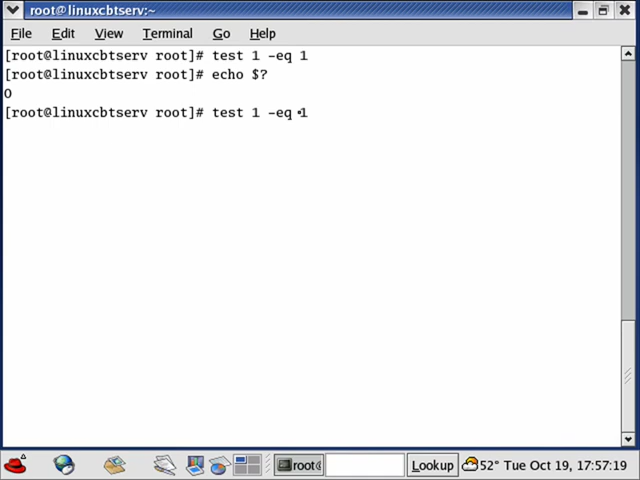 root@linuxcbtserv:~
File Edit View Terminal Go Help
[root@linuxcbtserv root]# test 1 -eq 1
[root@linuxcbtserv root]# echo $?
0
[root@linuxcbtserv root]# test 1 -eq 1
root@ Lookup 52° Tue Oct 19, 17:57:19